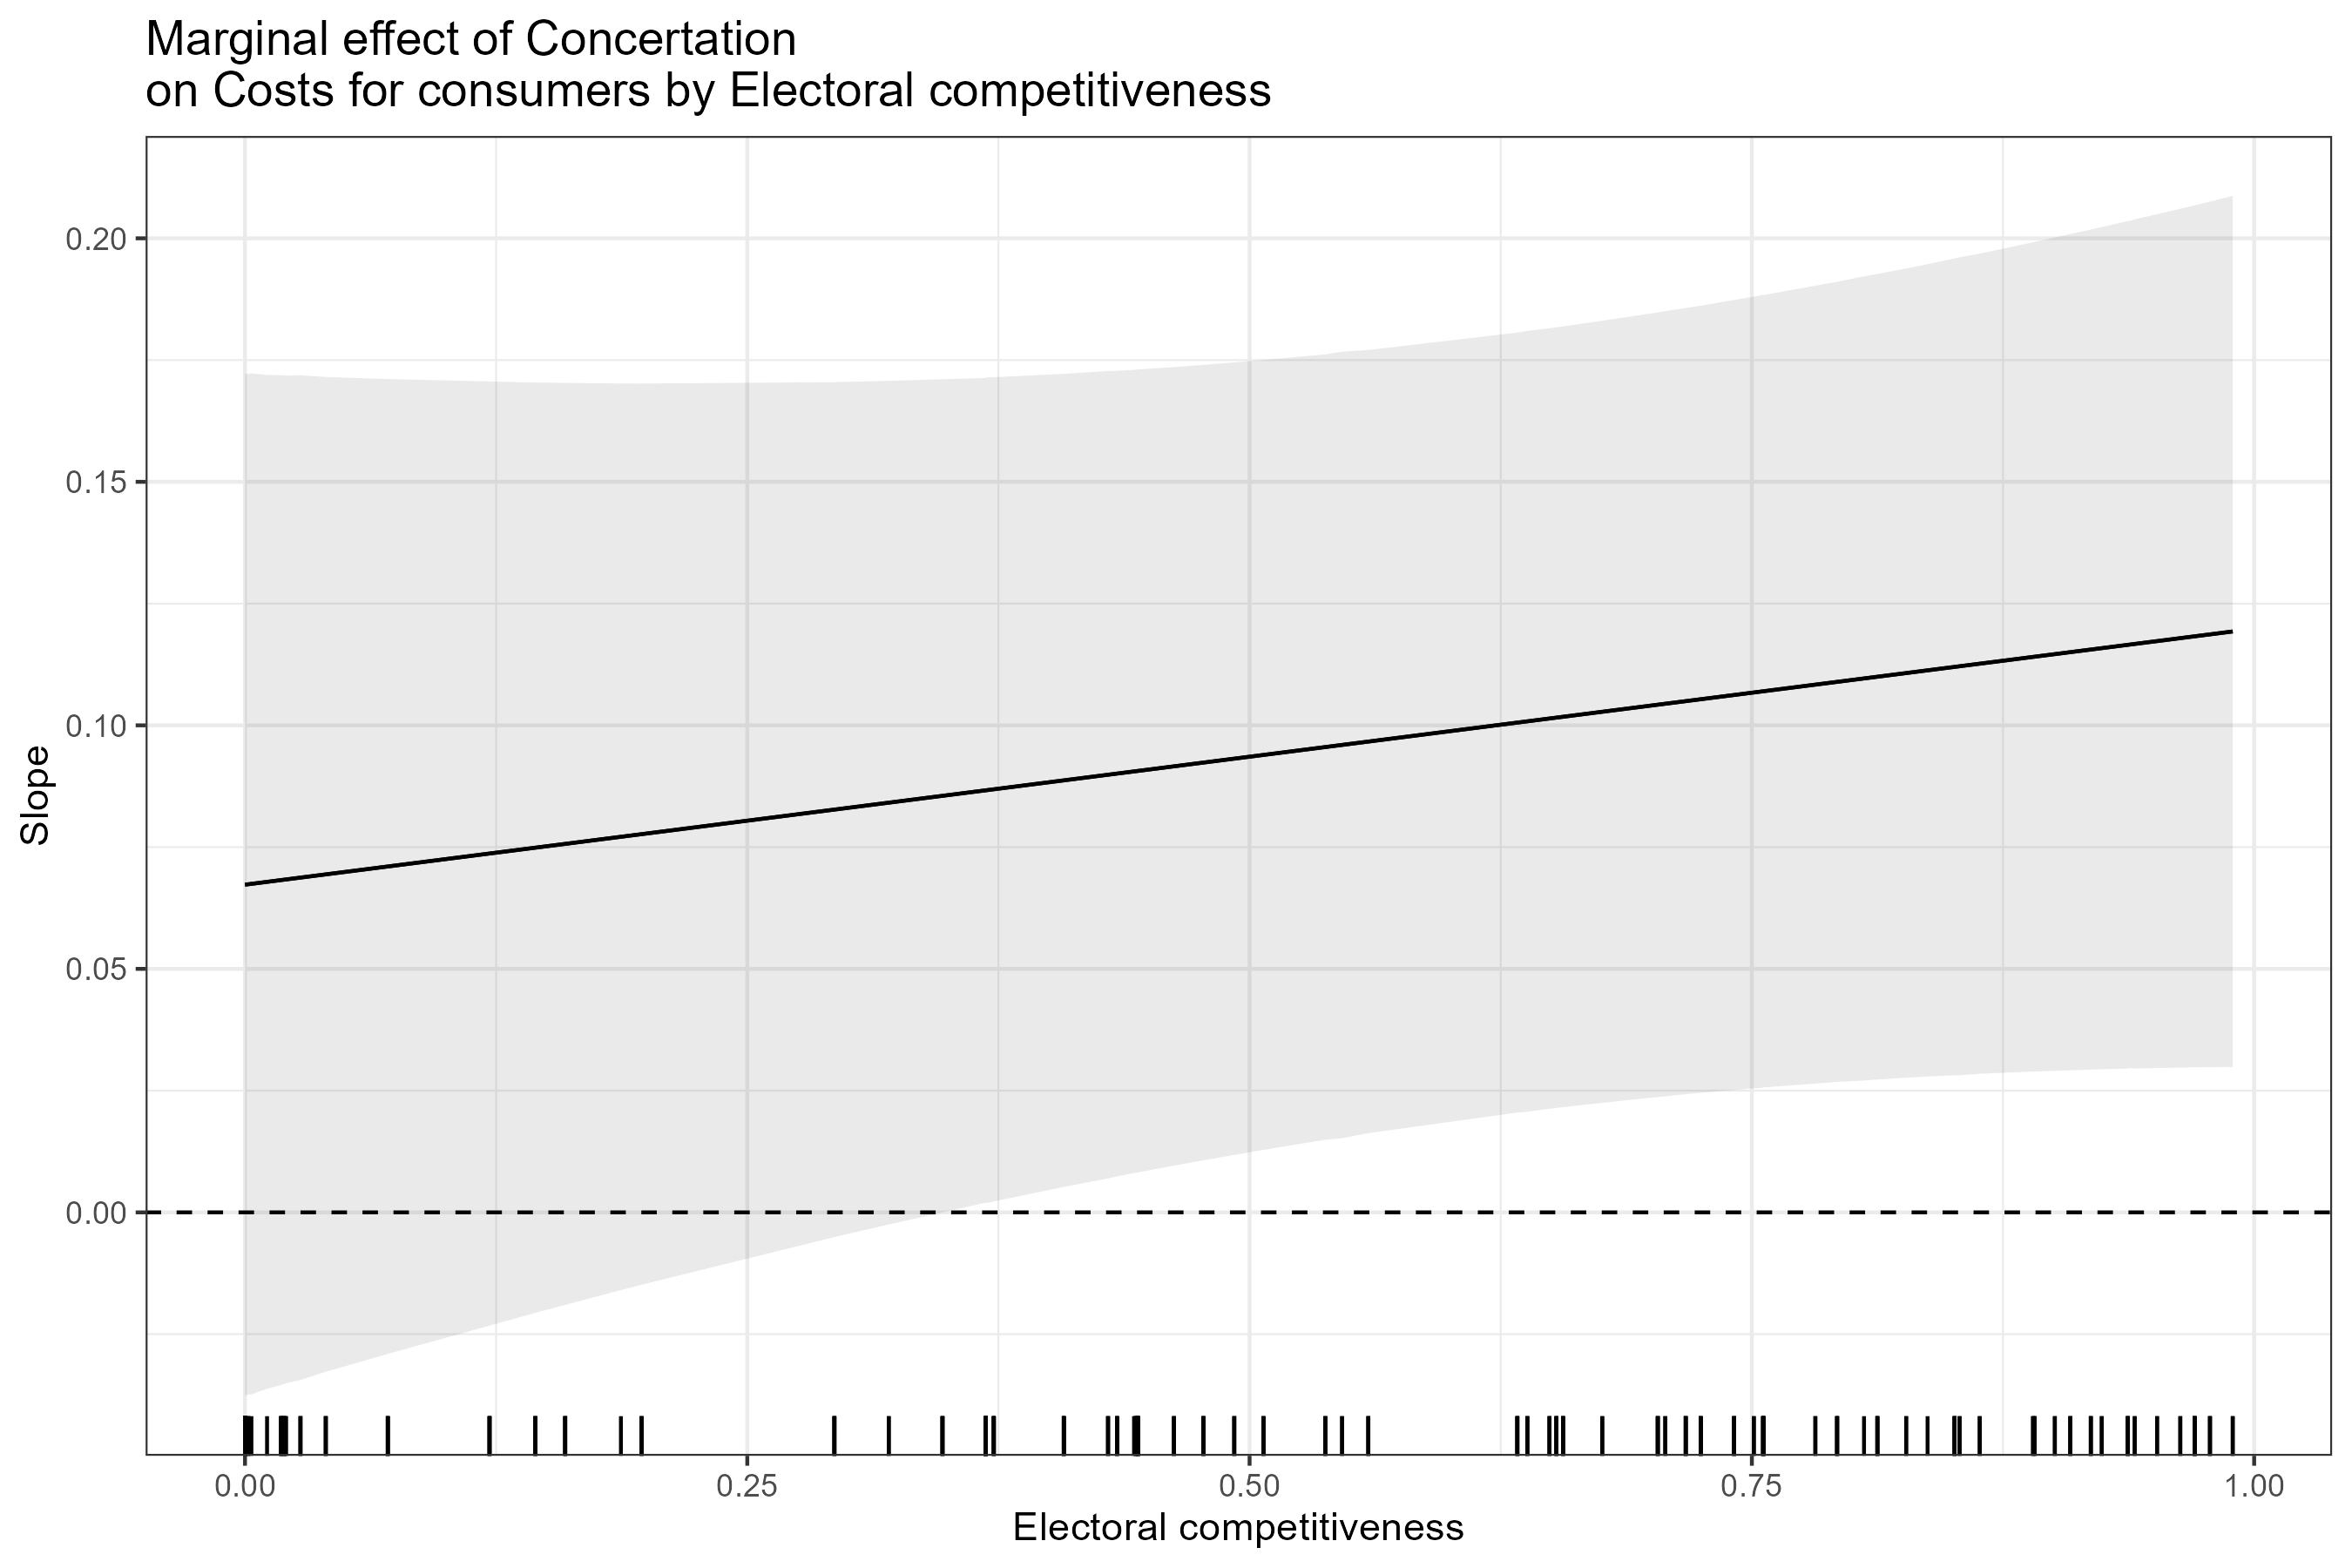 Marginal effect of Concertation
on Costs for consumers by Electoral competitiveness
0.20
0.15
0.10
0.05
0.00
Slope
0.00
0.25
0.50
0.75
1.00
Electoral competitiveness